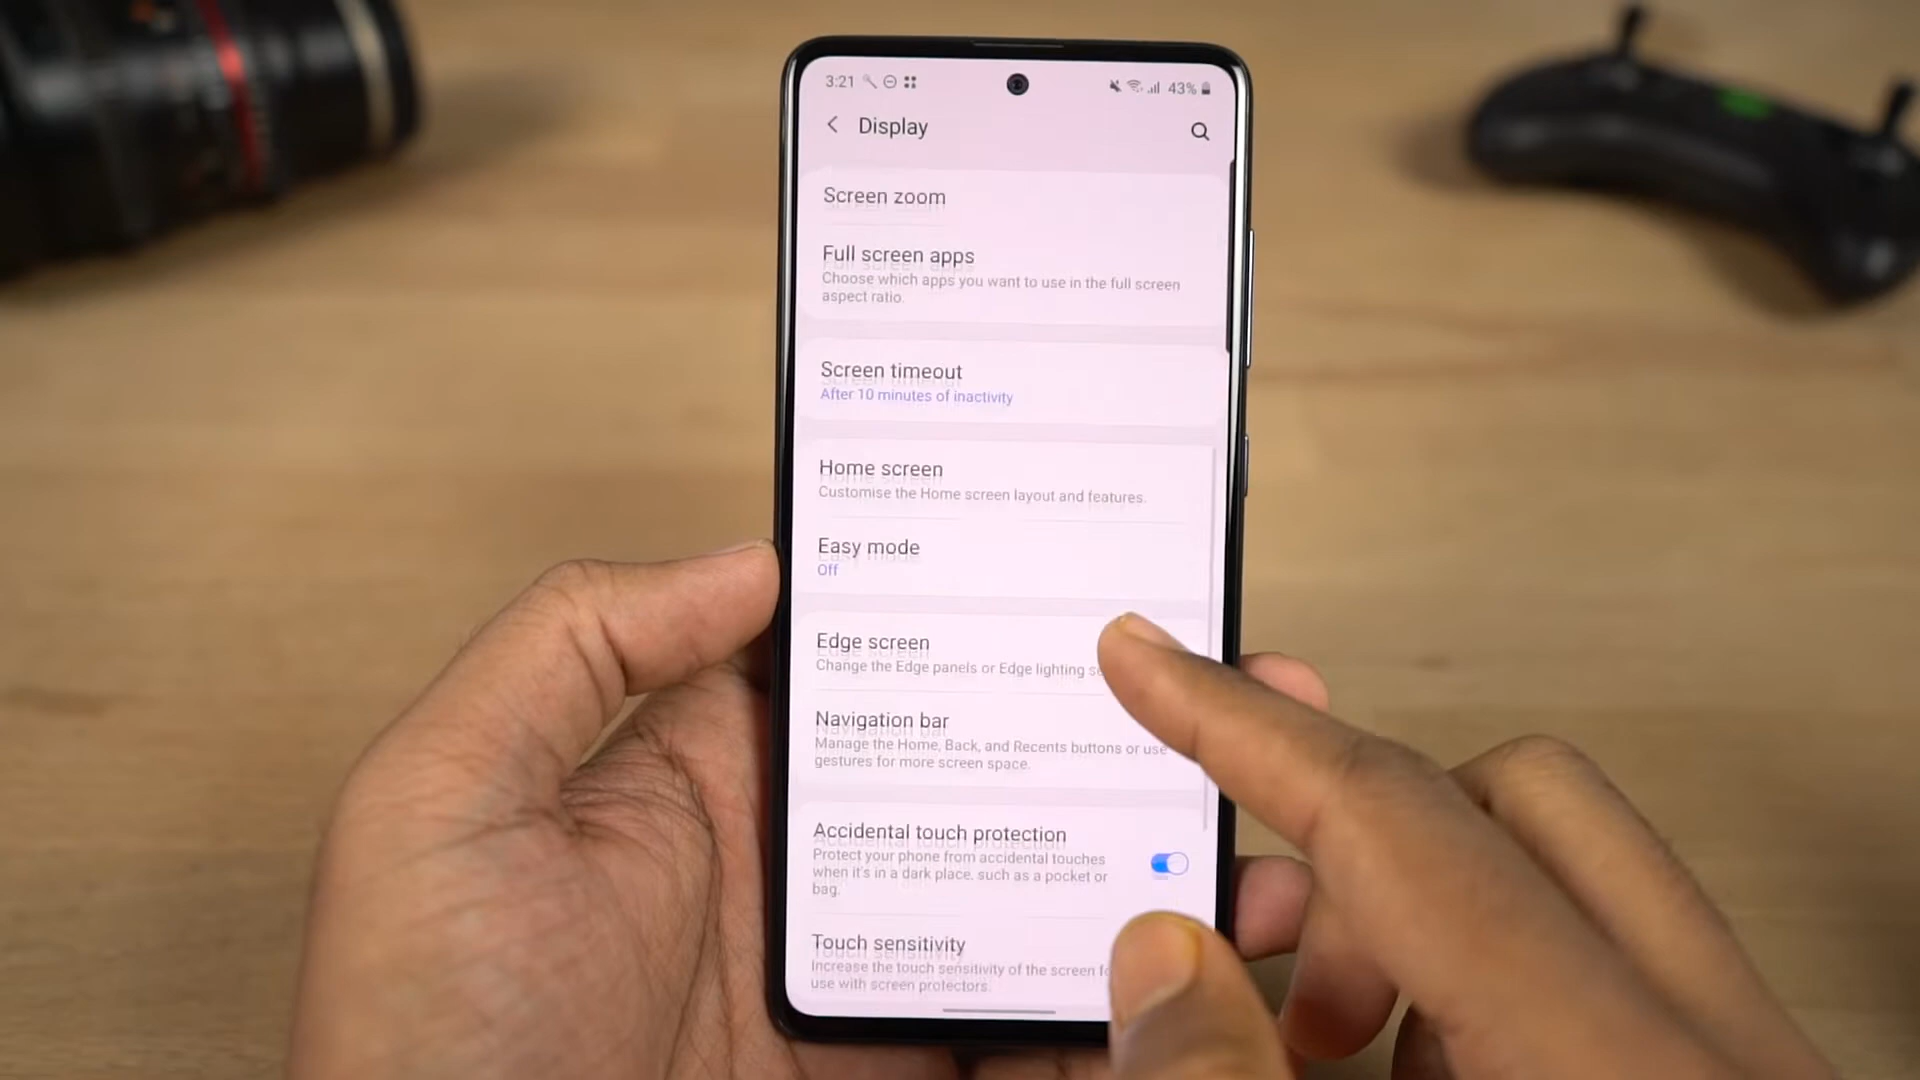 3:21
43%
Display
Screen zoom
Full screen apps
Choose which apps you want to use in the full screen
aspect ratio.
Screen timeout
After 10 minutes of inactivity
Home screen
Customise the Home screen layout and features.
Easy mode
Off
Edge screen
Change the Edge panels or Edge lighting
Navigation bar
Manage the Home, Back, and Recents buttons or use
gestures for more screen space.
Accidental touch protection
Protect your phone from accidental touches
when it's in a dark place, such as a pocket or
bag.
Touch sensitivity
Increase the touch sensitivity of the screen
use with screen protectors.